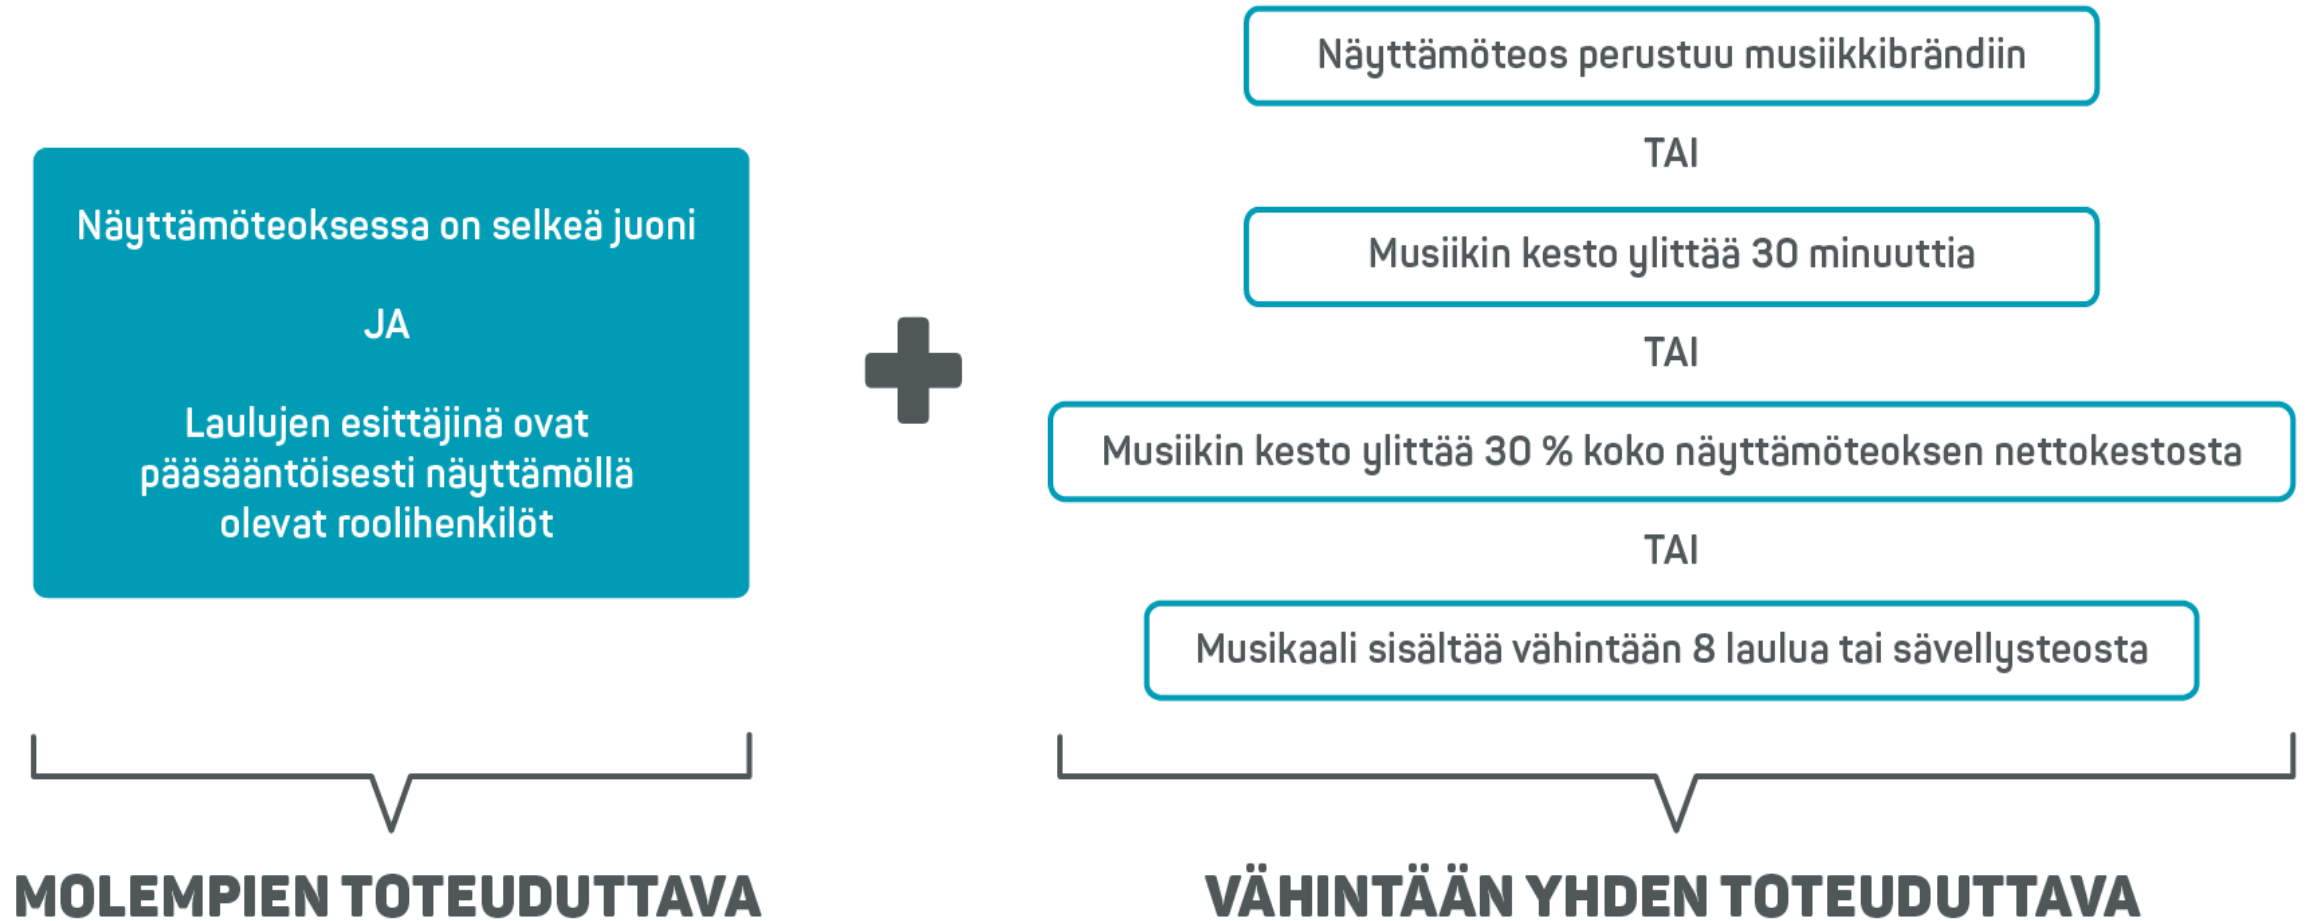 Näyttämöteoksessa on selkeä juoni
JA
Laulujen esittäjinä ovat
pääsääntöisesti näyttämöllä
olevat roolihenkilöt
MOLEMPIEN TOTEUDUTTAVA
Näyttämöteos perustuu musiikkibrändiin
TAI
Musiikin kesto ylittää 30 minuuttia
TAI
Musiikin kesto ylittää 30 % koko näyttämöteoksen nettokestosta
TAI
Musikaali sisältää vähintään 8 laulua tai sävellysteosta
VÄHINTÄÄN YHDEN TOTEUDUTTAVA